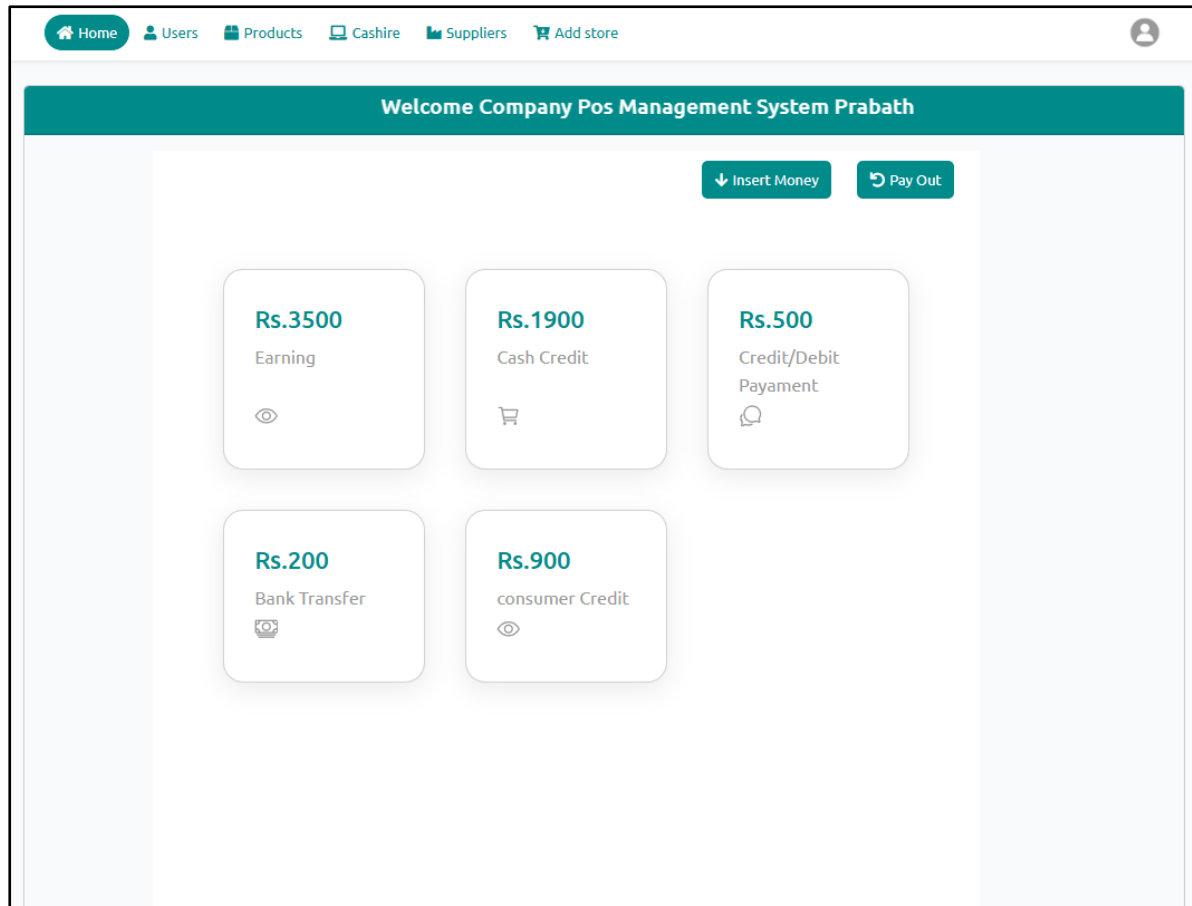 Home Users Products Cashire Suppliers Add store
Welcome Company Pos Management System Prabath
Insert Money Pay Out
Rs.3500
Earning
Rs.1900
Cash Credit
Rs.500
Credit/Debit
Payament
Rs.200
Bank Transfer
Rs.900
consumer Credit